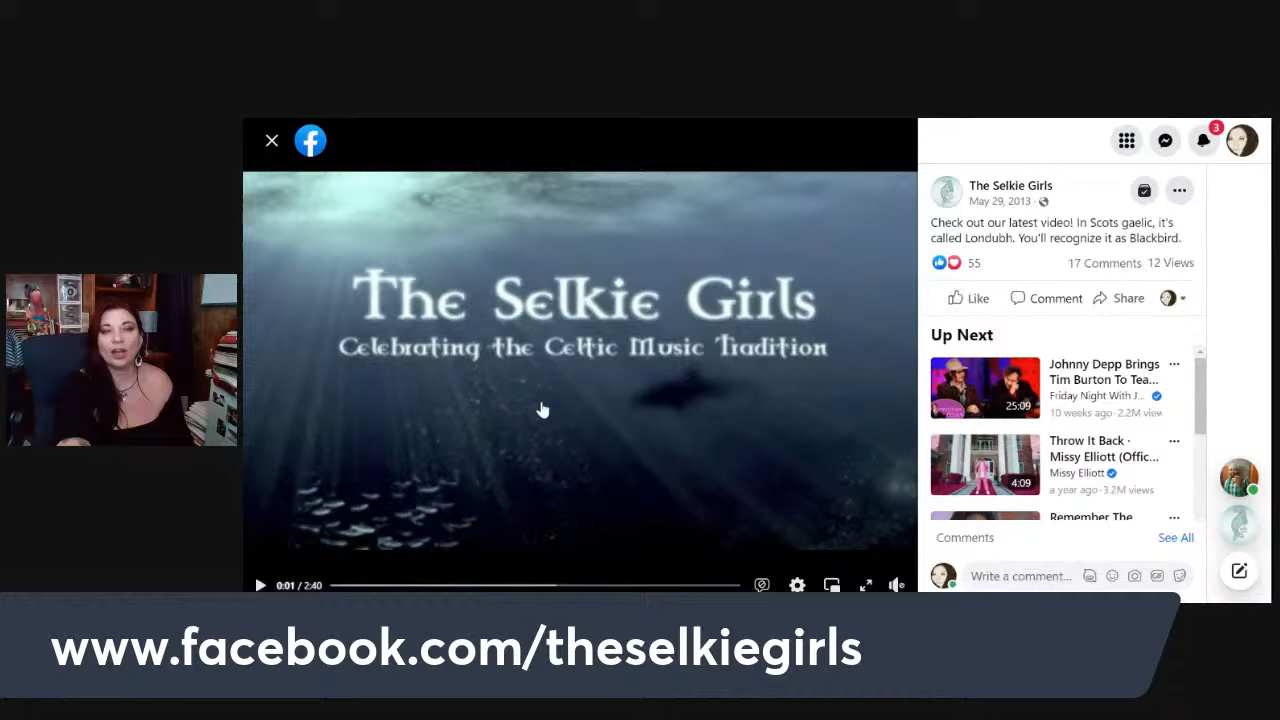 3
The Selkie Girls
May 29, 2013 ·
Check out our latest video! In Scots gaelic, it's
called Londubh. You'll recognize it as Blackbird.
55
17 Comments 12 Views
Like
Comment
Share
Up Next
Johnny Depp Brings
Tim Burton To Tea...
Friday Night With J...
10 weeks ago · 2.2M view
25:09
Throw It Back ·
Missy Elliott (Offic...
Missy Elliott
a year ago · 3.2M views
4:09
Remember The
Comments
See All
Write a comment...
GIF
The Selkie Girls
Celebrating the Celtic Music Tradition
0:01 / 2:40
www.facebook.com/theselkiegirls